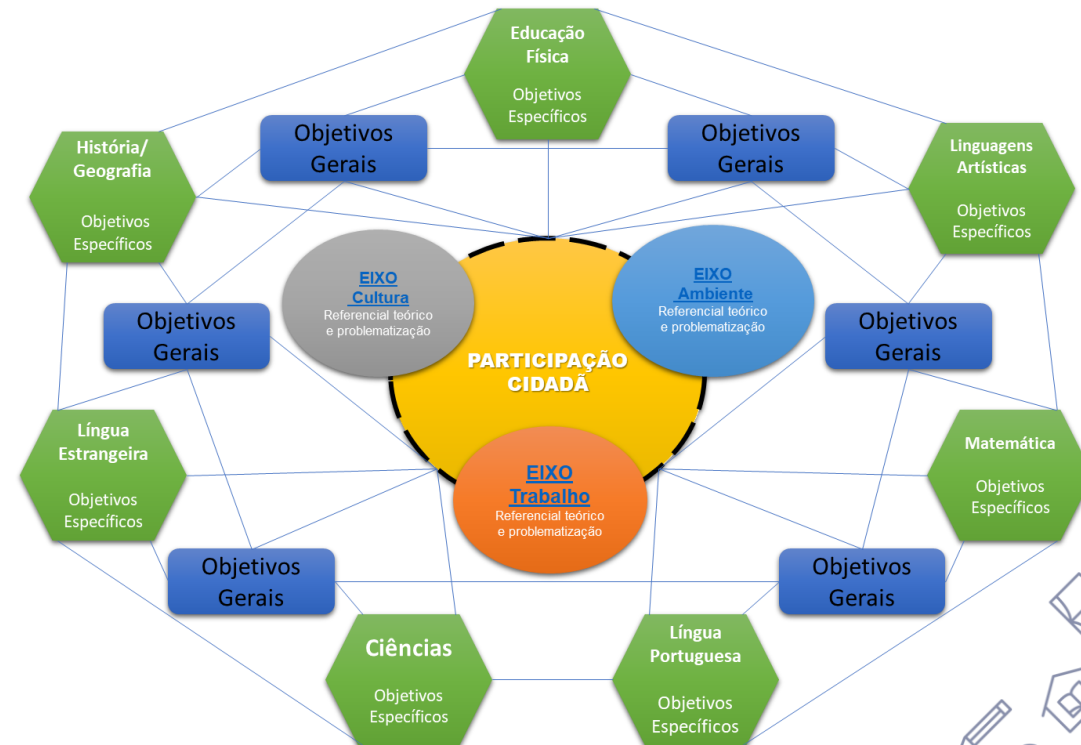 Educação
Física
Objetivos
Específicos
Objetivos
Gerais
Objetivos
Gerais
História/
Geografia
Objetivos
Específicos
Linguagens
Artísticas
Objetivos
Específicos
EIXO
Cultura
Referencial teórico
e problematização
EIXO
Ambiente
Referencial teórico
e problematização
Objetivos
Gerais
Objetivos
Gerais
PARTICIPAÇÃO
CIDADÃ
Língua
Estrangeira
Objetivos
Específicos
Matemática
Objetivos
Específicos
EIXO
Trabalho
Referencial teórico
e problematização
Objetivos
Gerais
Objetivos
Gerais
Ciências
Objetivos
Específicos
Língua
Portuguesa
Objetivos
Específicos